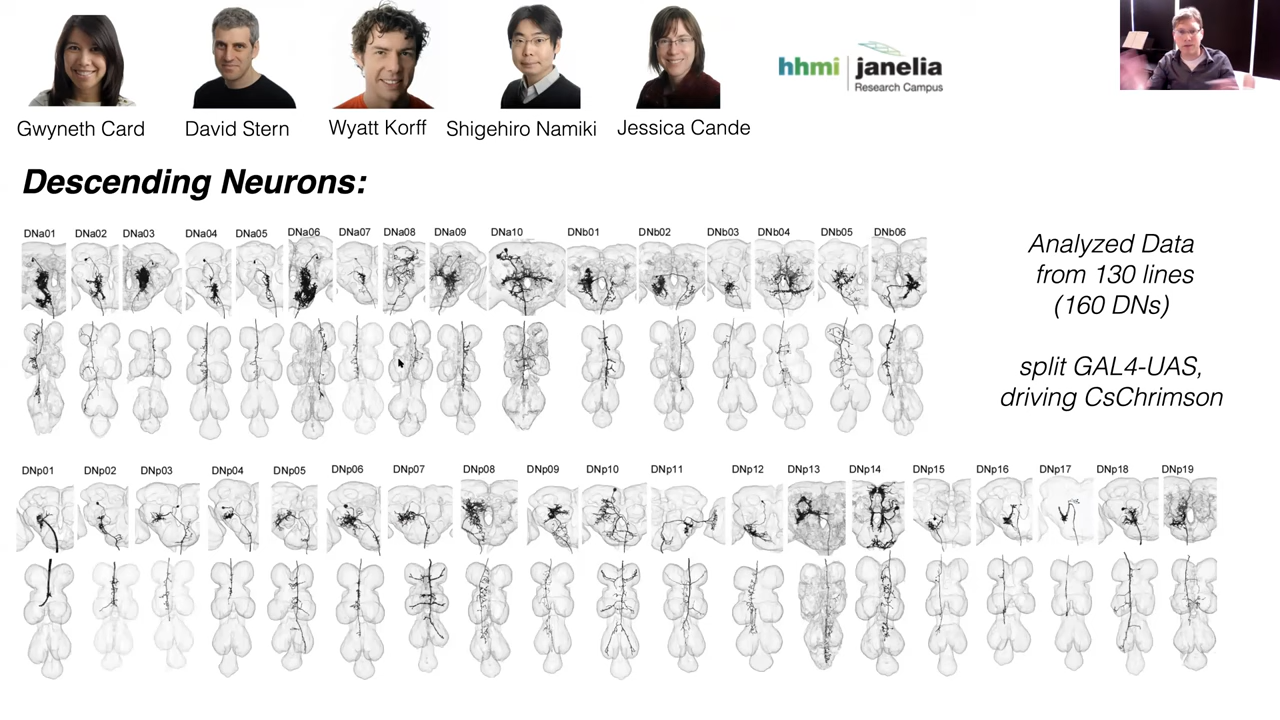 Gwyneth Card David Stern Wyatt Korff Shigehiro Namiki Jessica Cande
hhmi janelia
Research Campus
Descending Neurons:
DNa01 DNa02 DNa03 DNa04 DNa05 DNa06 DNa07 DNa08 DNa09 DNa10 DNb01 DNb02 DNb03 DNb04 DNb05 DNb06
Analyzed Data
from 130 lines
(160 DNs)
split GAL4-UAS,
driving CsChrimson
DNp01 DNp02 DNp03 DNp04 DNp05 DNp06 DNp07 DNp08 DNp09 DNp10 DNp11 DNp12 DNp13 DNp14 DNp15 DNp16 DNp17 DNp18 DNp19